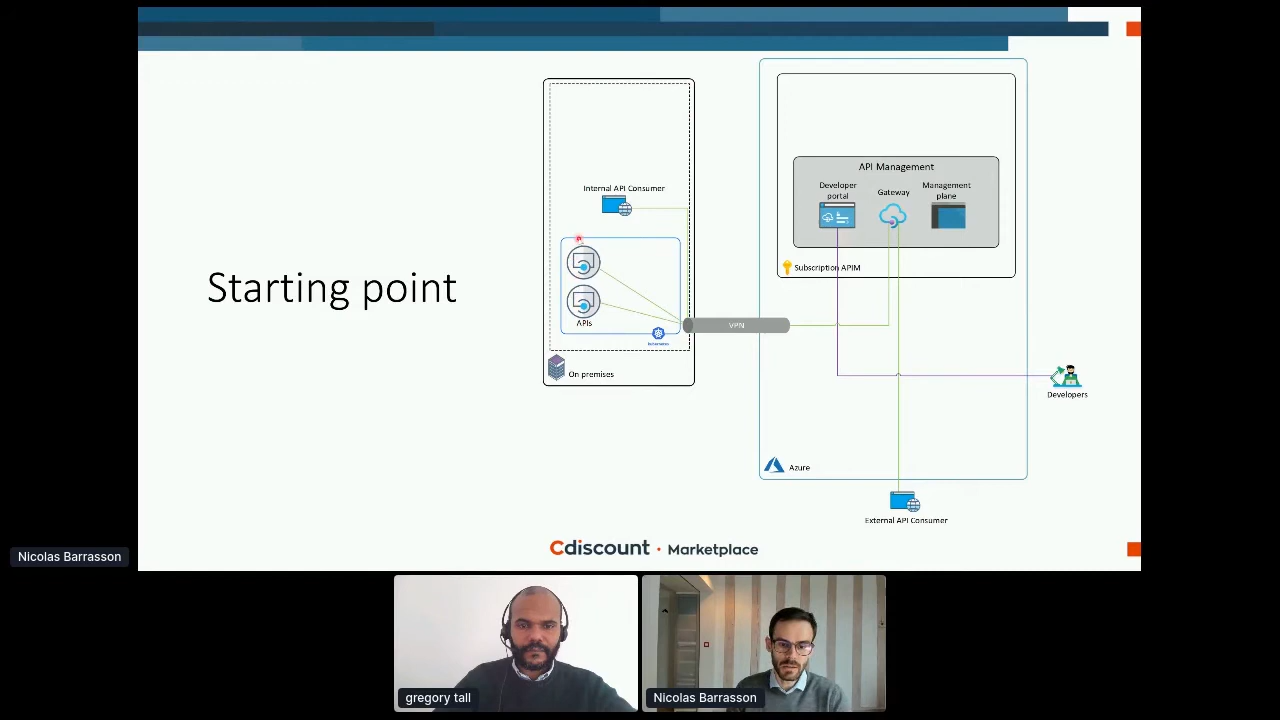 Starting point
Internal API Consumer
APIs
kubernetes
On premises
VPN
API Management
Developer
portal
Gateway
Management
plane
Subscription APIM
Developers
Azure
External API Consumer
Cdiscount • Marketplace
Nicolas Barrasson
gregory tall
Nicolas Barrasson